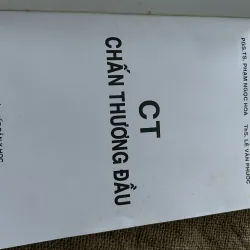 PGS.TS. PHẠM NGỌC HOA ThS. LÊ VĂN PHƯỚC
CT
CHẤN THƯƠNG ĐẦU